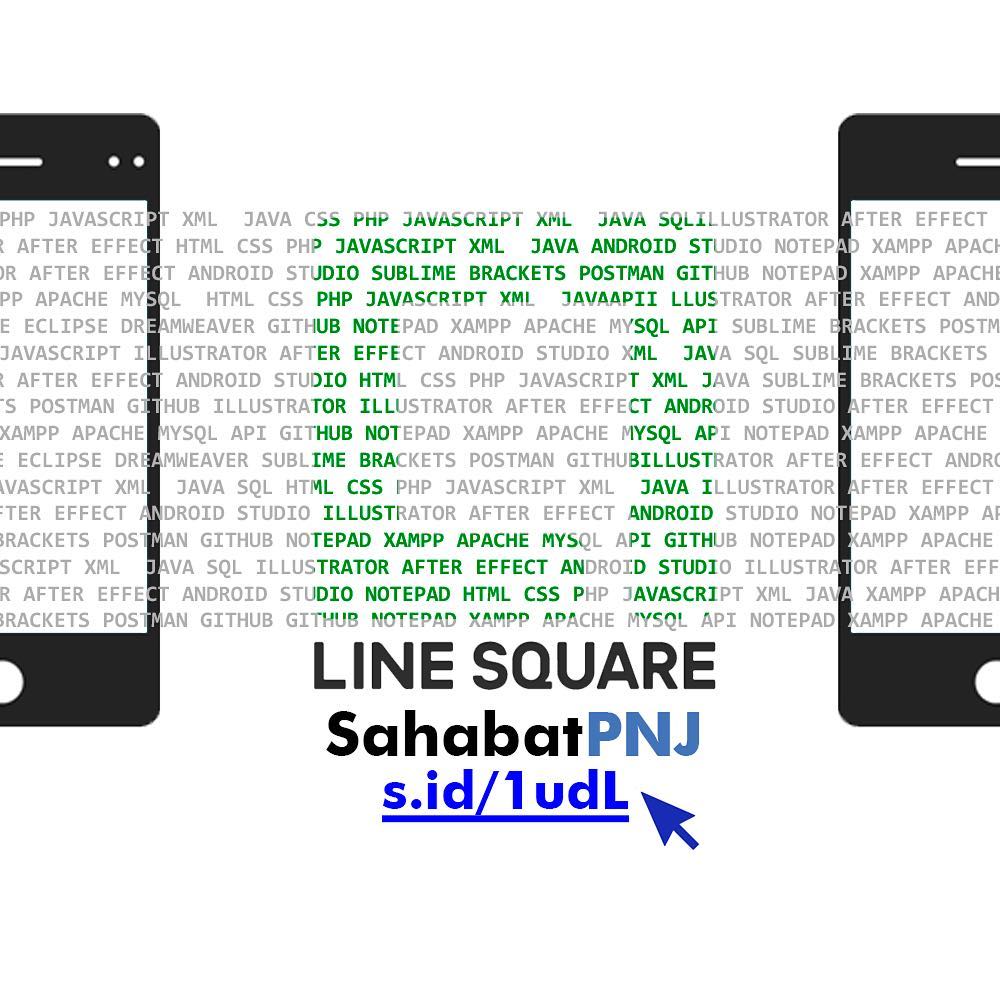 PHP JAVASCRIPT XML  JAVA CSS PHP JAVASCRIPT XML  JAVA SQLILLUSTRATOR AFTER EFFECT
R AFTER EFFECT HTML CSS PHP JAVASCRIPT XML  JAVA ANDROID STUDIO NOTEPAD XAMPP APACH
OR AFTER EFFECT ANDROID STUDIO SUBLIME BRACKETS POSTMAN GITHUB NOTEPAD XAMPP APACHE
PP APACHE MYSQL  HTML CSS PHP JAVASCRIPT XML  JAVAAPII LLUSTRATOR AFTER EFFECT AND
E ECLIPSE DREAMWEAVER GITHUB NOTEPAD XAMPP APACHE MYSQL API SUBLIME BRACKETS POSTM
JAVASCRIPT ILLUSTRATOR AFTER EFFECT ANDROID STUDIO XML  JAVA SQL SUBLIME BRACKETS
R AFTER EFFECT ANDROID STUDIO HTML CSS PHP JAVASCRIPT XML JAVA SUBLIME BRACKETS POS
TS POSTMAN GITHUB ILLUSTRATOR ILLUSTRATOR AFTER EFFECT ANDROID STUDIO AFTER EFFECT
XAMPP APACHE MYSQL API GITHUB NOTEPAD XAMPP APACHE MYSQL API NOTEPAD XAMPP APACHE
E ECLIPSE DREAMWEAVER SUBLIME BRACKETS POSTMAN GITHUBILLUSTRATOR AFTER EFFECT ANDRO
AVASCRIPT XML  JAVA SQL HTML CSS PHP JAVASCRIPT XML  JAVA ILLUSTRATOR AFTER EFFECT
FTER EFFECT ANDROID STUDIO ILLUSTRATOR AFTER EFFECT ANDROID STUDIO NOTEPAD XAMPP AP
BRACKETS POSTMAN GITHUB NOTEPAD XAMPP APACHE MYSQL API GITHUB NOTEPAD XAMPP APACHE
SCRIPT XML  JAVA SQL ILLUSTRATOR AFTER EFFECT ANDROID STUDIO ILLUSTRATOR AFTER EFF
R AFTER EFFECT ANDROID STUDIO NOTEPAD HTML CSS PHP JAVASCRIPT XML JAVA XAMPP APACH
BRACKETS POSTMAN GITHUB GITHUB NOTEPAD XAMPP APACHE MYSQL API NOTEPAD XAMPP APACHE
LINE SQUARE
SahabatPNJ
s.id/1udL